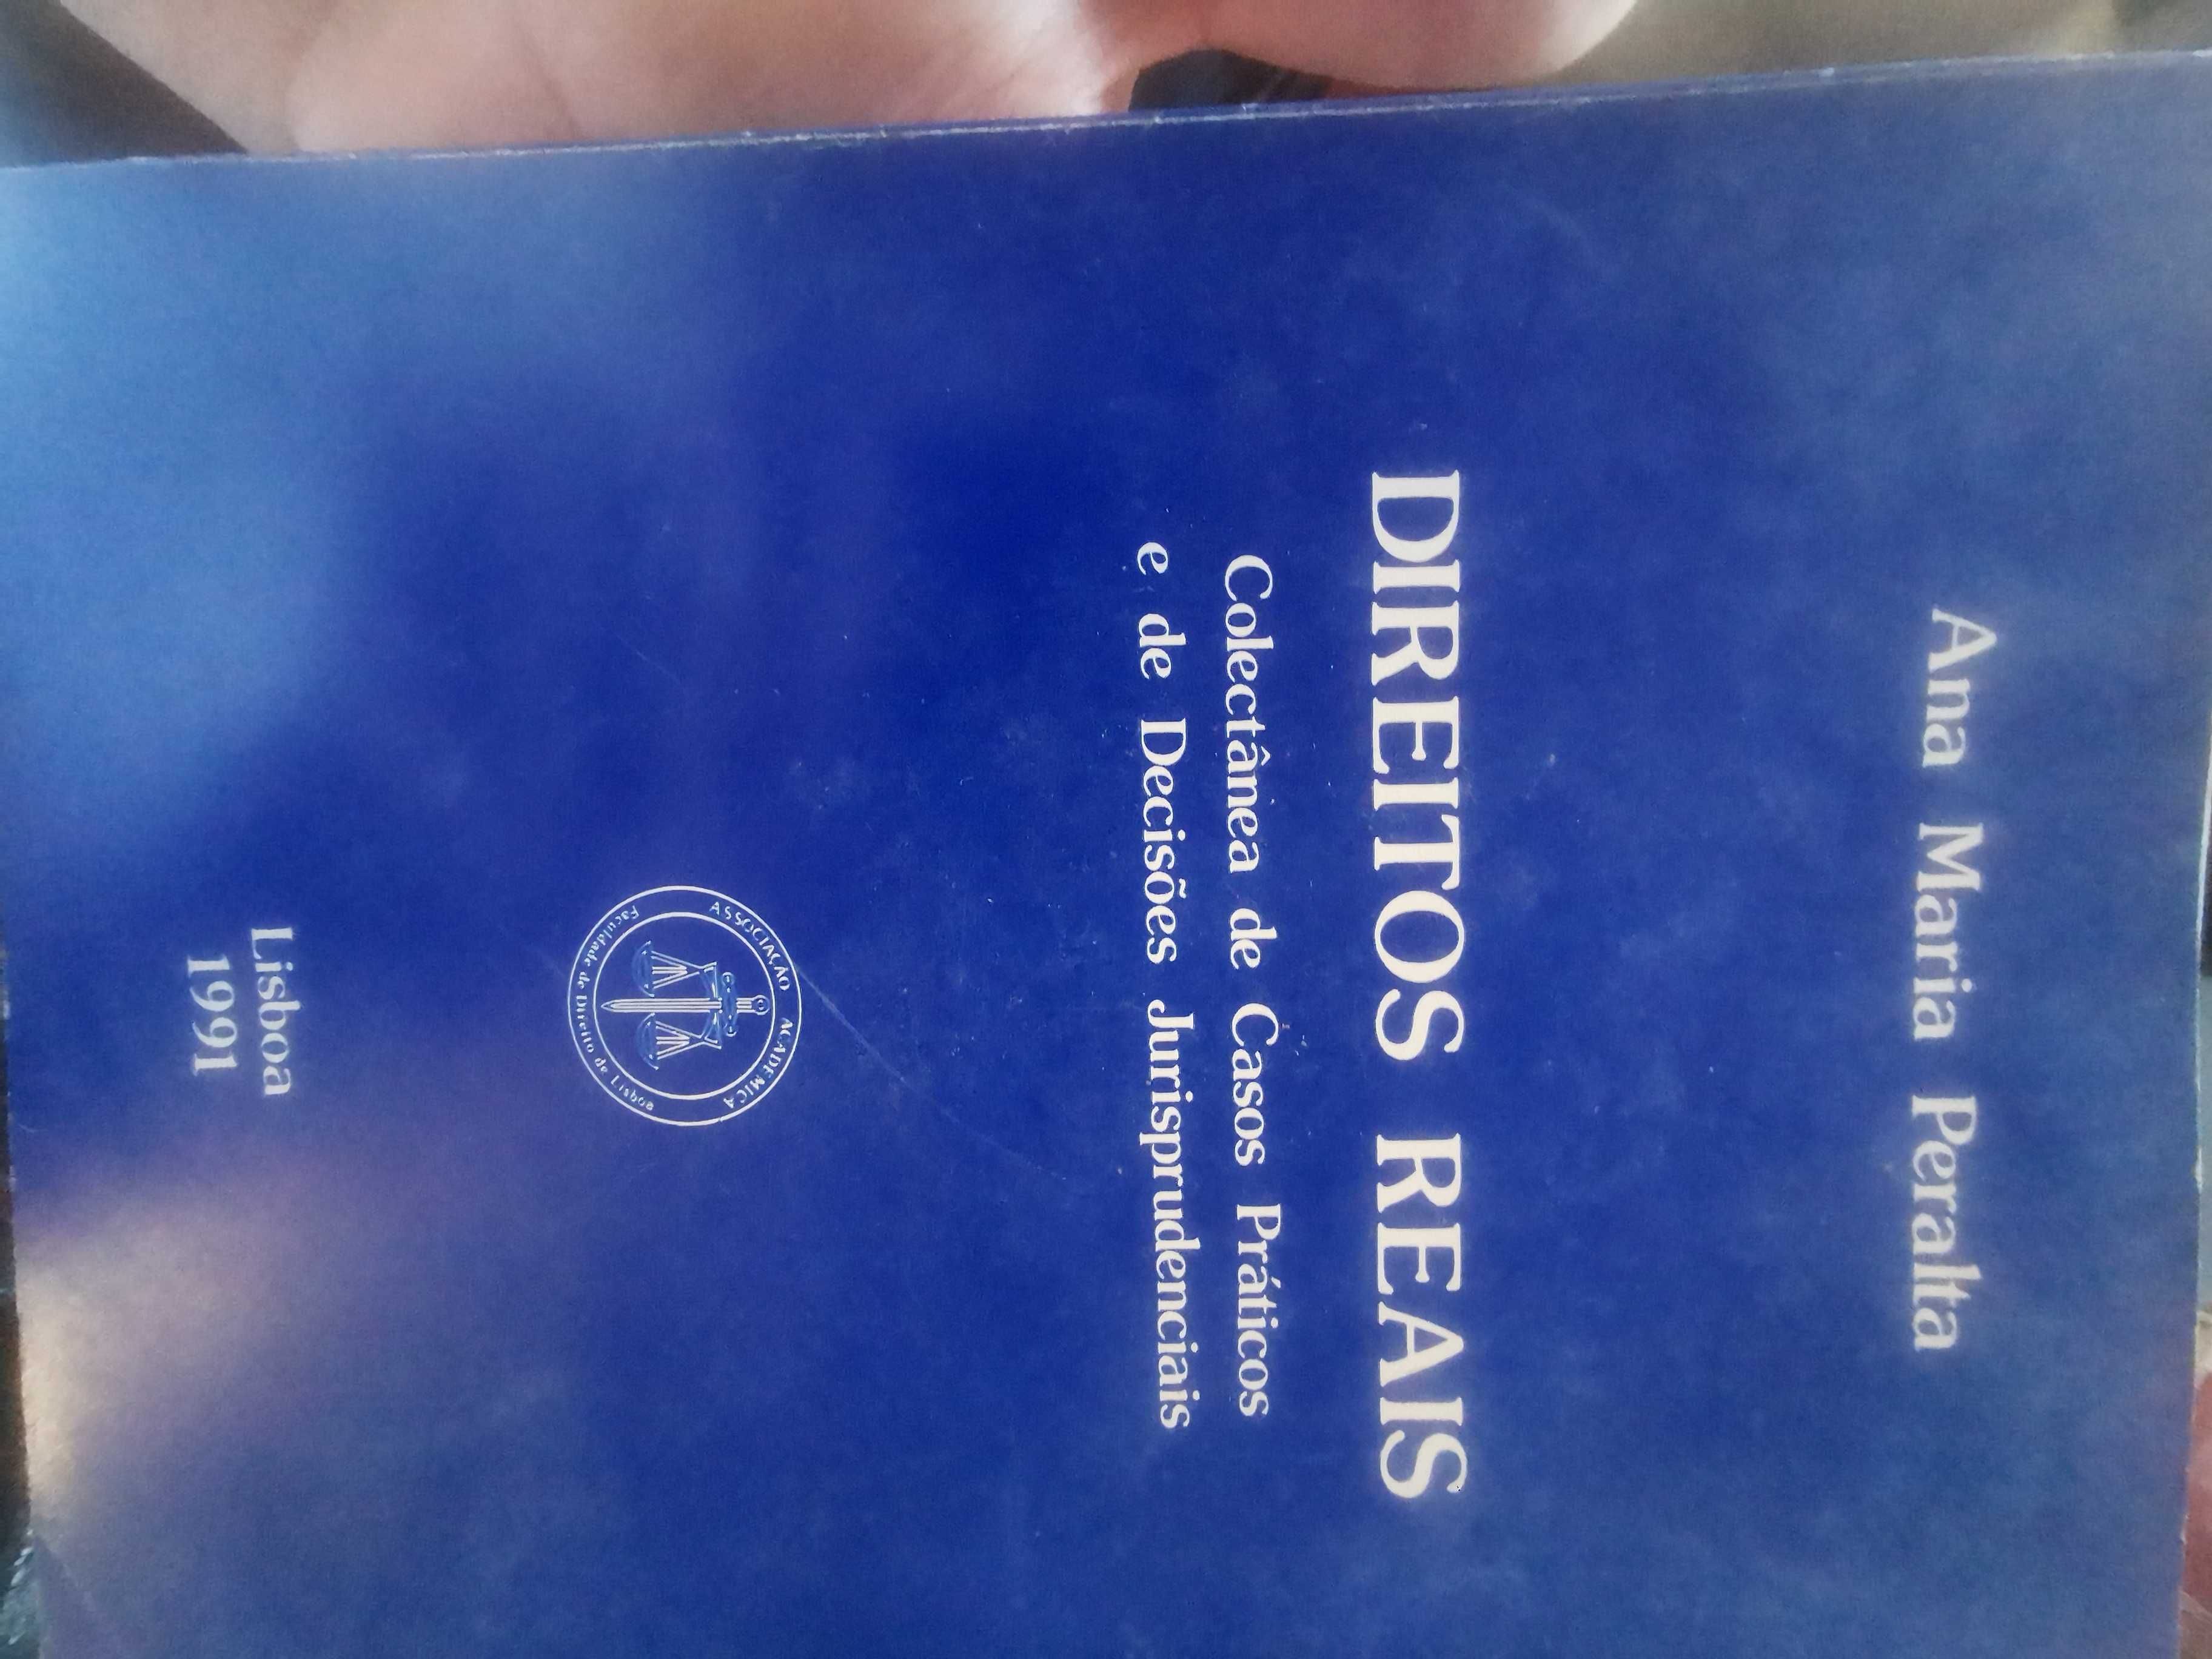 Ana Maria Peralta
DIREITOS REAIS
Colectânea de Casos Práticos
e de Decisões Jurisprudenciais
ASSOCIAÇÃO ACADEMICA
Faculdade de Direito de Lisboa
Lisboa
1991